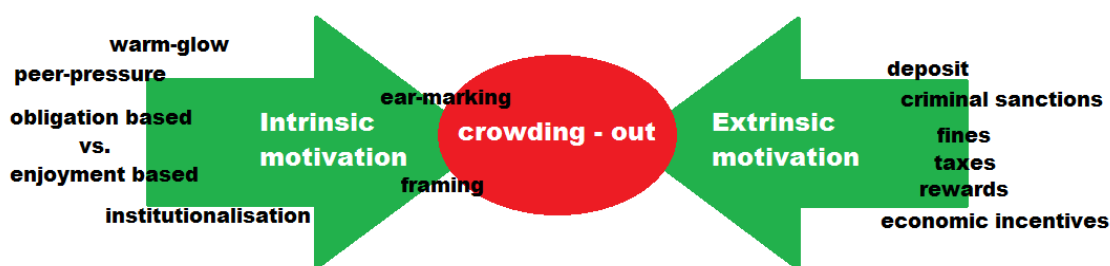 warm-glow
peer-pressure
obligation based
vs.
enjoyment based
institutionalisation
Intrinsic
motivation
ear-marking
crowding - out
framing
Extrinsic
motivation
deposit
criminal sanctions
fines
taxes
rewards
economic incentives